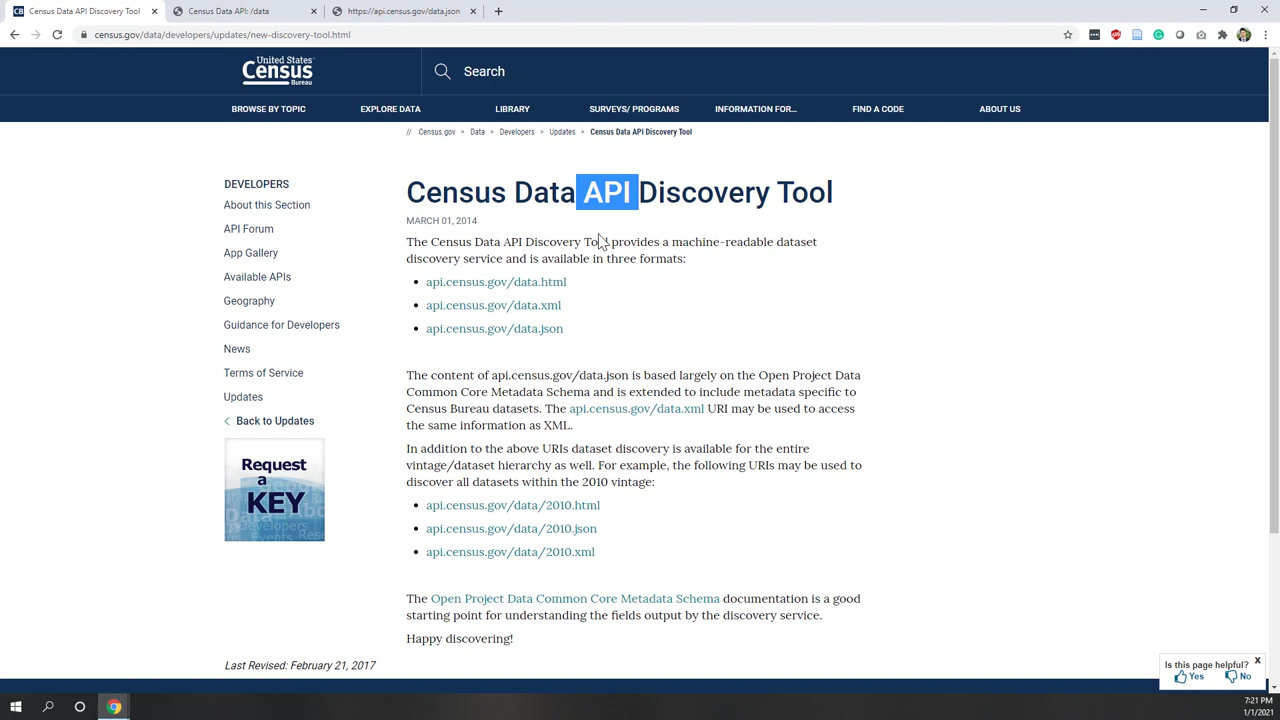 Census Data API Discovery Tool
Census Data API: /data
https://api.census.gov/data.json
census.gov/data/developers/updates/new-discovery-tool.html
United States®
Census
Bureau
Search
BROWSE BY TOPIC
EXPLORE DATA
LIBRARY
SURVEYS/ PROGRAMS
INFORMATION FOR...
FIND A CODE
ABOUT US
// Census.gov > Data > Developers > Updates > Census Data API Discovery Tool
DEVELOPERS
About this Section
API Forum
App Gallery
Available APIs
Geography
Guidance for Developers
News
Terms of Service
Updates
Back to Updates
Request
a
KEY
Census Data API Discovery Tool
MARCH 01, 2014
The Census Data API Discovery Tool provides a machine-readable dataset
discovery service and is available in three formats:
api.census.gov/data.html
api.census.gov/data.xml
api.census.gov/data.json
The content of api.census.gov/data.json is based largely on the Open Project Data
Common Core Metadata Schema and is extended to include metadata specific to
Census Bureau datasets. The api.census.gov/data.xml URI may be used to access
the same information as XML.
In addition to the above URIs dataset discovery is available for the entire
vintage/dataset hierarchy as well. For example, the following URIs may be used to
discover all datasets within the 2010 vintage:
api.census.gov/data/2010.html
api.census.gov/data/2010.json
api.census.gov/data/2010.xml
The Open Project Data Common Core Metadata Schema documentation is a good
starting point for understanding the fields output by the discovery service.
Happy discovering!
Last Revised: February 21, 2017
Is this page helpful? X
Yes No
7:21 PM
1/1/2021